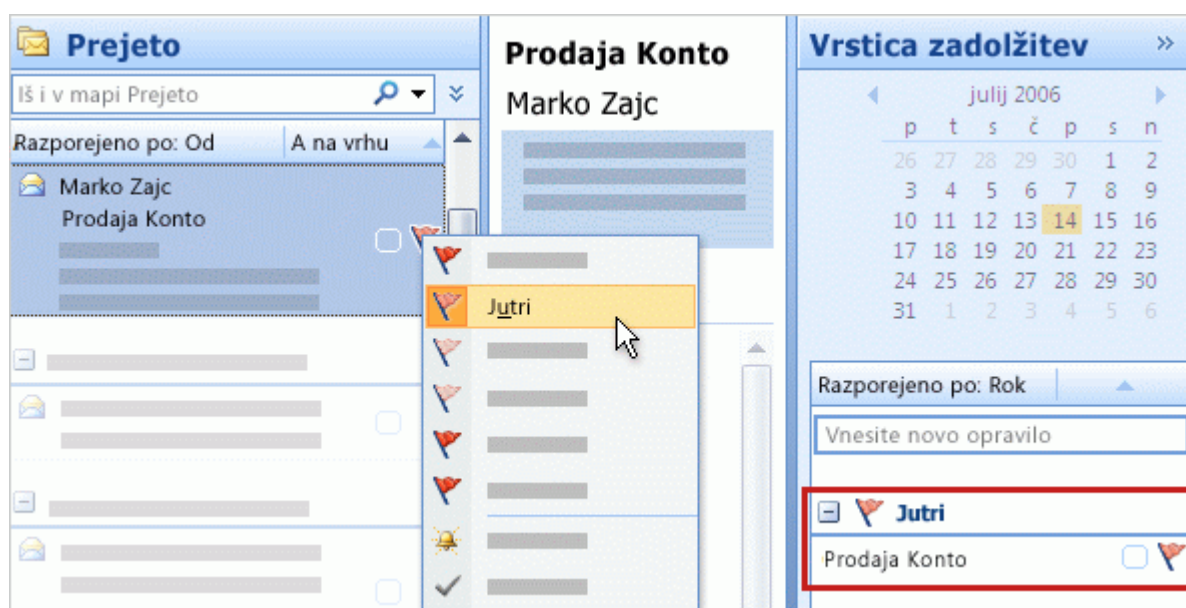 Prejeto
Iš i v mapi Prejeto
Razporejeno po: Od
A na vrhu
Marko Zajc
Prodaja Konto
Jutri
Prodaja Konto
Marko Zajc
Vrstica zadolžitev
julij 2006
p t s č p s n
26 27 28 29 30 1 2
3 4 5 6 7 8 9
10 11 12 13 14 15 16
17 18 19 20 21 22 23
24 25 26 27 28 29 30
31 1 2 3 4 5 6
Razporejeno po: Rok
Vnesite novo opravilo
Jutri
Prodaja Konto